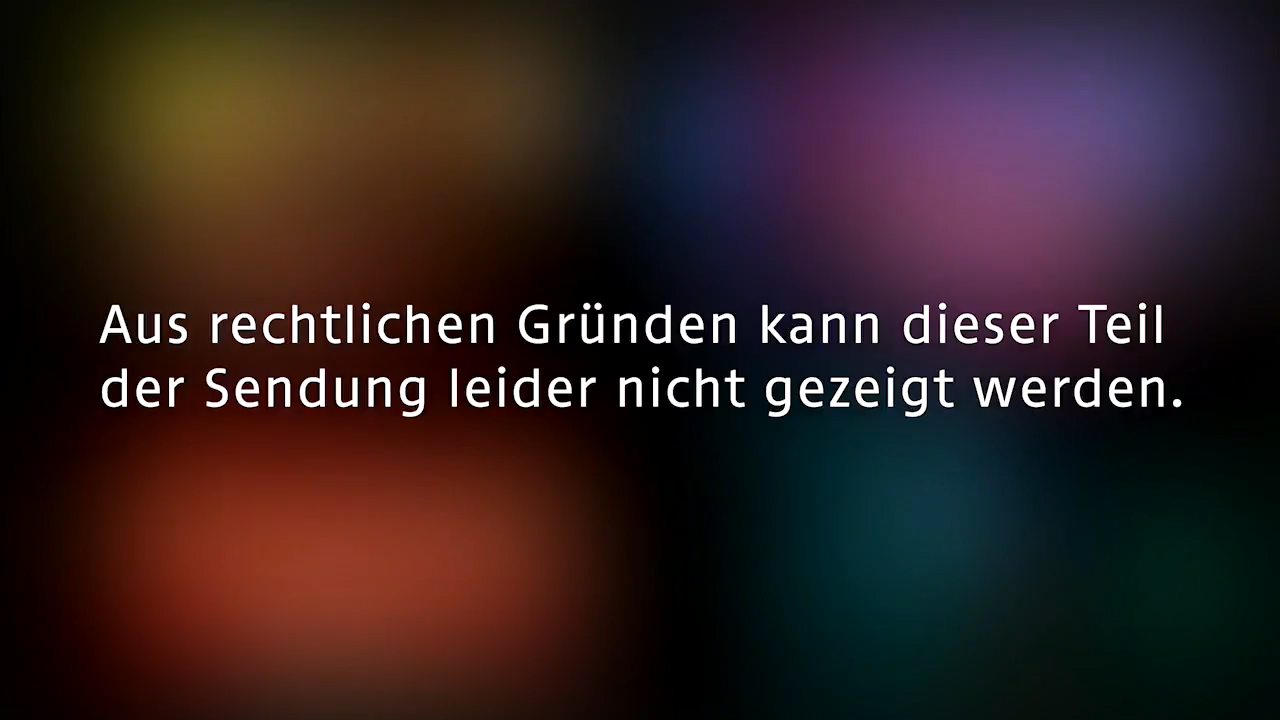 Aus rechtlichen Gründen kann dieser Teil
der Sendung leider nicht gezeigt werden.